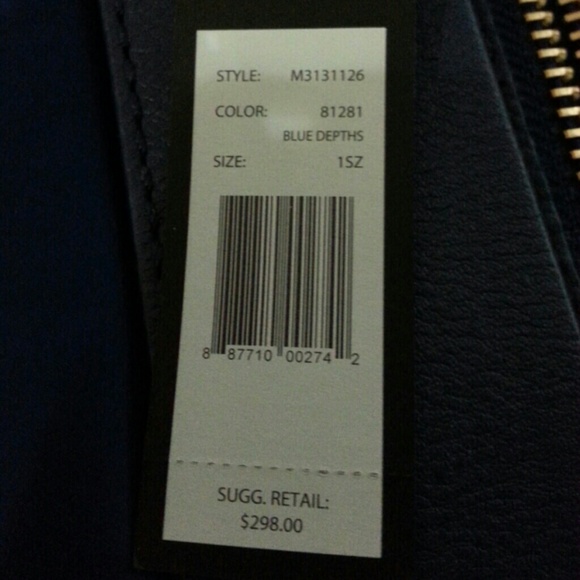 STYLE: M3131126
COLOR: 81281
BLUE DEPTHS
SIZE: 1SZ
8 87710 00274 2
SUGG. RETAIL:
$298.00